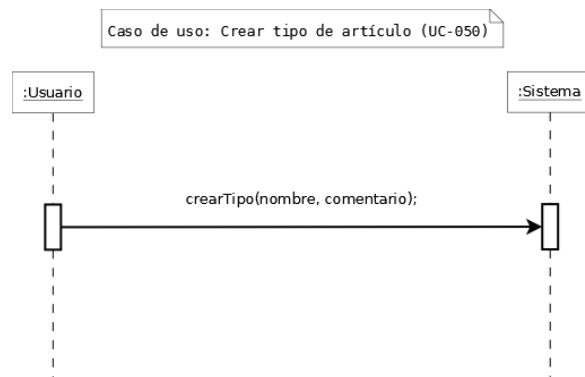 Caso de uso: Crear tipo de artículo (UC-050)
:Usuario
:Sistema
crearTipo(nombre, comentario);